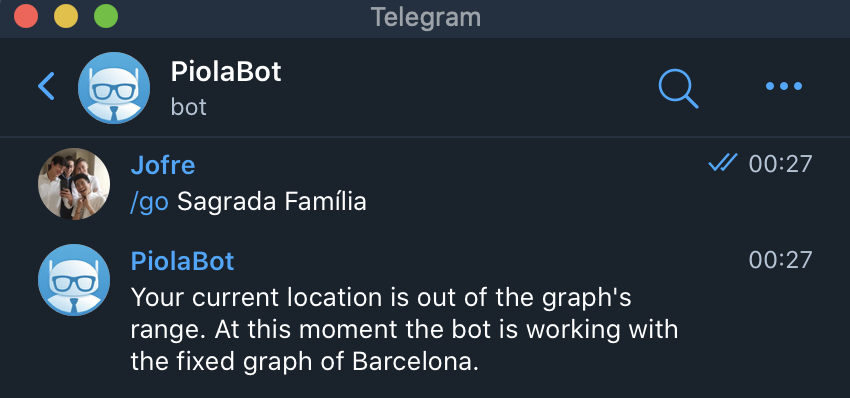 Telegram
PiolaBot
bot
Jofre 00:27
/go Sagrada Família
PiolaBot 00:27
Your current location is out of the graph's
range. At this moment the bot is working with
the fixed graph of Barcelona.